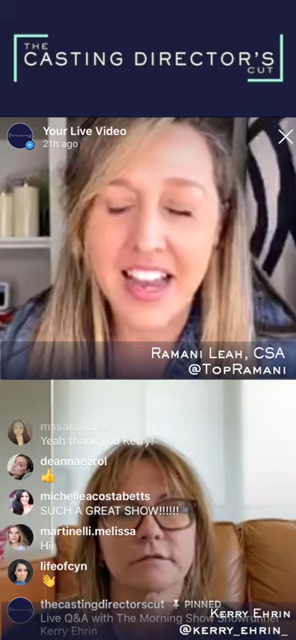 THE
CASTING DIRECTOR'S
CUT
Your Live Video
21h ago
RAMANI LEAH, CSA
@TOPRAMANI
Yeah thank you Kerry!
deannaezrol
👍
michelleacostabetts
SUCH A GREAT SHOW!!!!!!
martinelli.melissa
Hi!
lifeofcyn
👋
thecastingdirectorscut PINNED
Live Q&A with The Morning Show Showrunner
Kerry Ehrin
KERRY EHRIN
@KERRY_EHRIN_